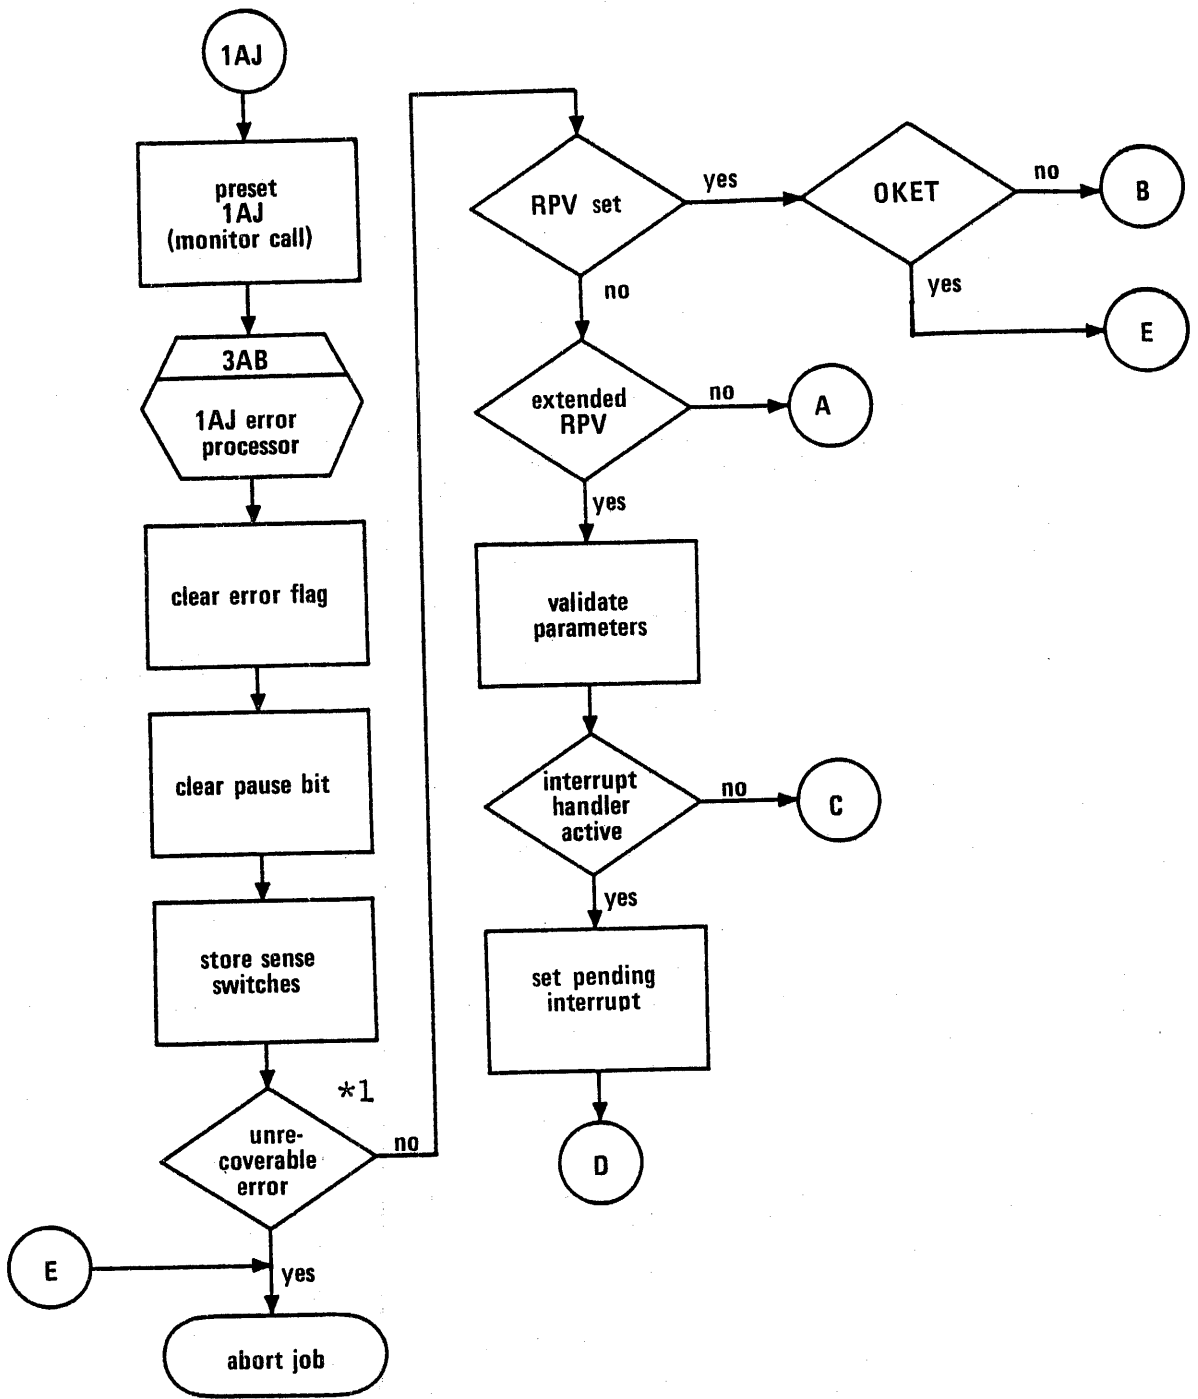 1AJ
preset
1AJ
(monitor call)
3AB
1AJ error
processor
clear error flag
clear pause bit
store sense
switches
*1
unre-
coverable
error
no
yes
E
abort job
RPV set
yes
no
OKET
no
B
yes
E
extended
RPV
no
A
yes
validate
parameters
interrupt
handler
active
no
C
yes
set pending
interrupt
D